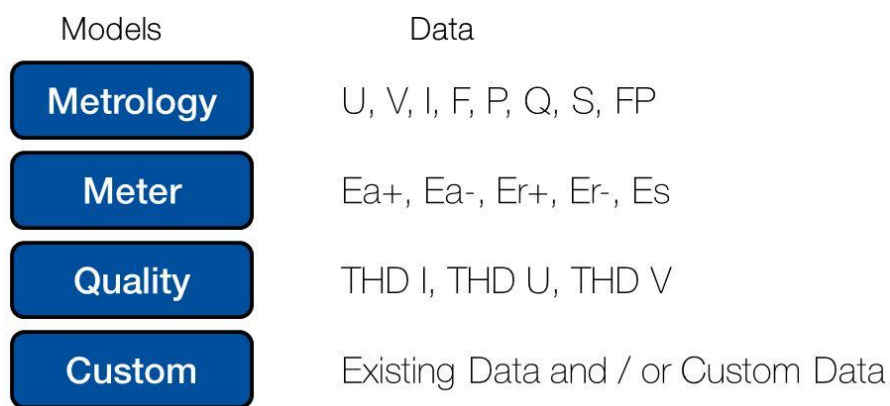 Models Data
Metrology U, V, I, F, P, Q, S, FP
Meter Ea+, Ea-, Er+, Er-, Es
Quality THD I, THD U, THD V
Custom Existing Data and / or Custom Data